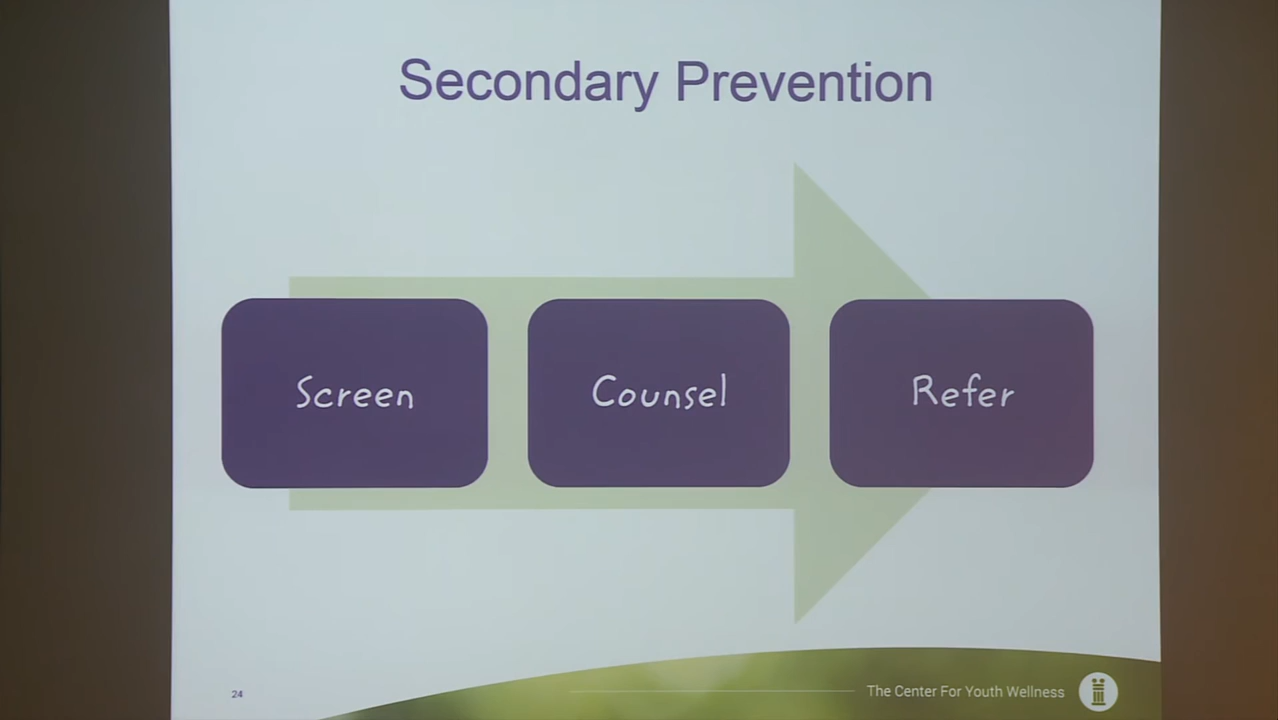 Secondary Prevention
Screen
Counsel
Refer
24
The Center For Youth Wellness